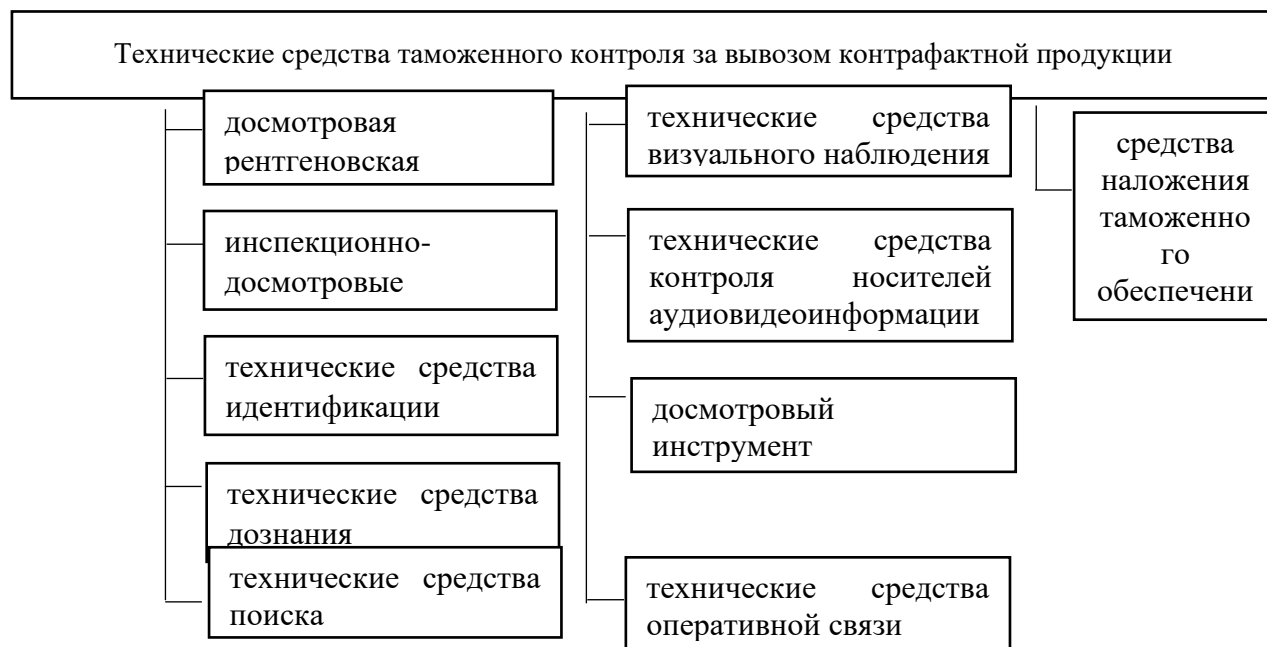 Технические средства таможенного контроля за вывозом контрафактной продукции
досмотровая
рентгеновская
инспекционно-
досмотровые
технические средства
идентификации
технические средства
дознания
технические средства
поиска
технические средства
визуального наблюдения
технические средства
контроля носителей
аудиовидеоинформации
досмотровый
инструмент
технические средства
оперативной связи
средства
наложения
таможенно
го
обеспечени